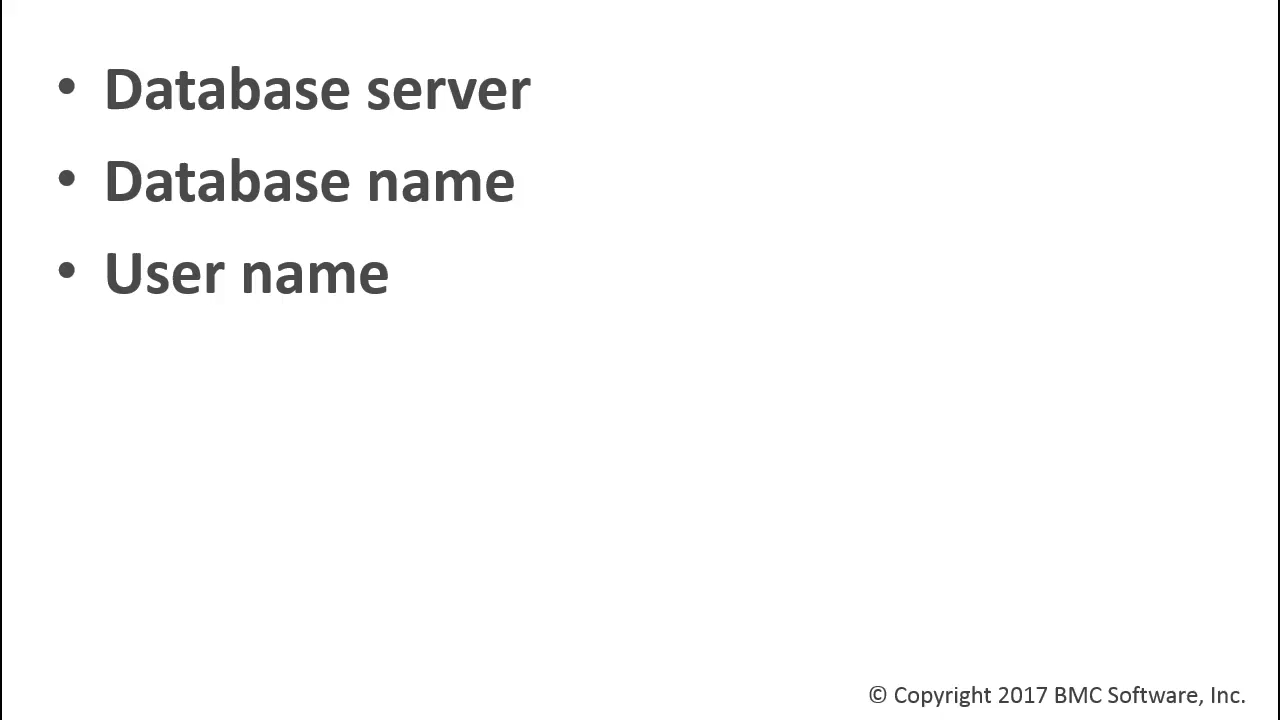 • Database server
• Database name
• User name
© Copyright 2017 BMC Software, Inc.